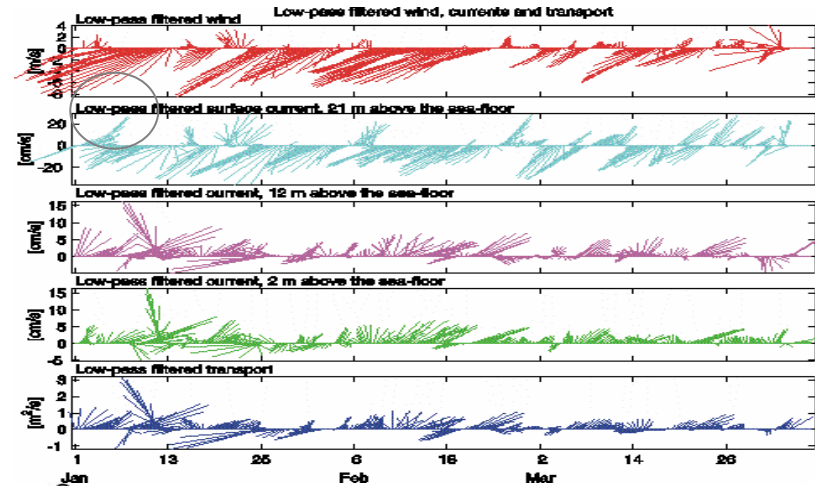 Low-pass filtered wind, currents and transport
Low-pass filtered wind
4
2
0
[m/s]
Low-pass filtered surface current, 21 m above the sea-floor
20
0
-20
[cm/s]
Low-pass filtered current, 12 m above the sea-floor
15
10
5
0
[cm/s]
Low-pass filtered current, 2 m above the sea-floor
15
10
5
0
-5
[cm/s]
Low-pass filtered transport
3
2
1
0
-1
[m²/s]
1 13 25 6 18 2 14 26
Jan Feb Mar